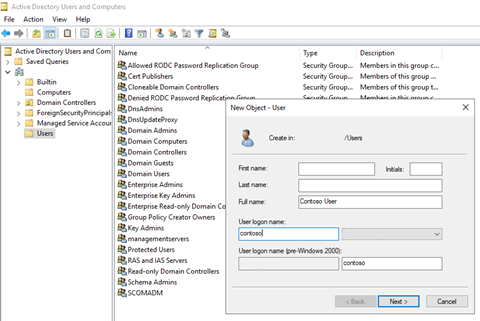 Active Directory Users and Computers
File Action View Help
Active Directory Users and Com
Saved Queries
Builtin
Computers
Domain Controllers
ForeignSecurityPrincipals
Managed Service Accou
Users
Name Type Description
Allowed RODC Password Replication Group Security Group... Members in this group c...
Cert Publishers Security Group... Members of this group ...
Cloneable Domain Controllers Security Group... Members of this group t...
Denied RODC Password Replication Group Security Group... Members in this group c...
DnsAdmins
DnsUpdateProxy
Domain Admins
Domain Computers
Domain Controllers
Domain Guests
Domain Users
Enterprise Admins
Enterprise Key Admins
Enterprise Read-only Domain Co
Group Policy Creator Owners
Key Admins
managementservers
Protected Users
RAS and IAS Servers
Read-only Domain Controllers
Schema Admins
SCOMADM
New Object - User
Create in: /Users
First name: Initials:
Last name:
Full name: Contoso User
User logon name:
contoso
User logon name (pre-Windows 2000):
contoso
< Back Next > Cancel